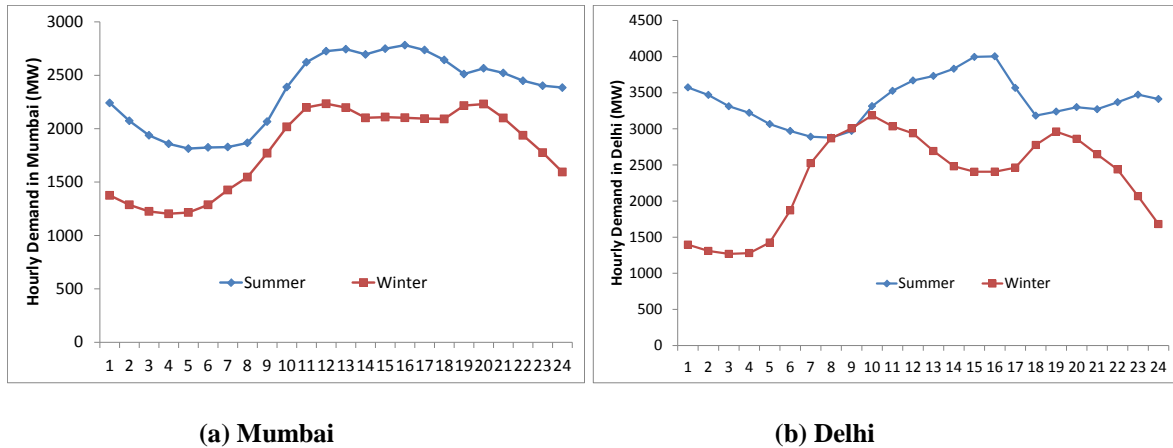 Hourly Demand in Mumbai (MW)
3000
2500
2000
1500
1000
500
0
Summer Winter
1 2 3 4 5 6 7 8 9 10 11 12 13 14 15 16 17 18 19 20 21 22 23 24
(a) Mumbai
Hourly Demand in Delhi (MW)
4500
4000
3500
3000
2500
2000
1500
1000
500
0
Summer Winter
1 2 3 4 5 6 7 8 9 10 11 12 13 14 15 16 17 18 19 20 21 22 23 24
(b) Delhi